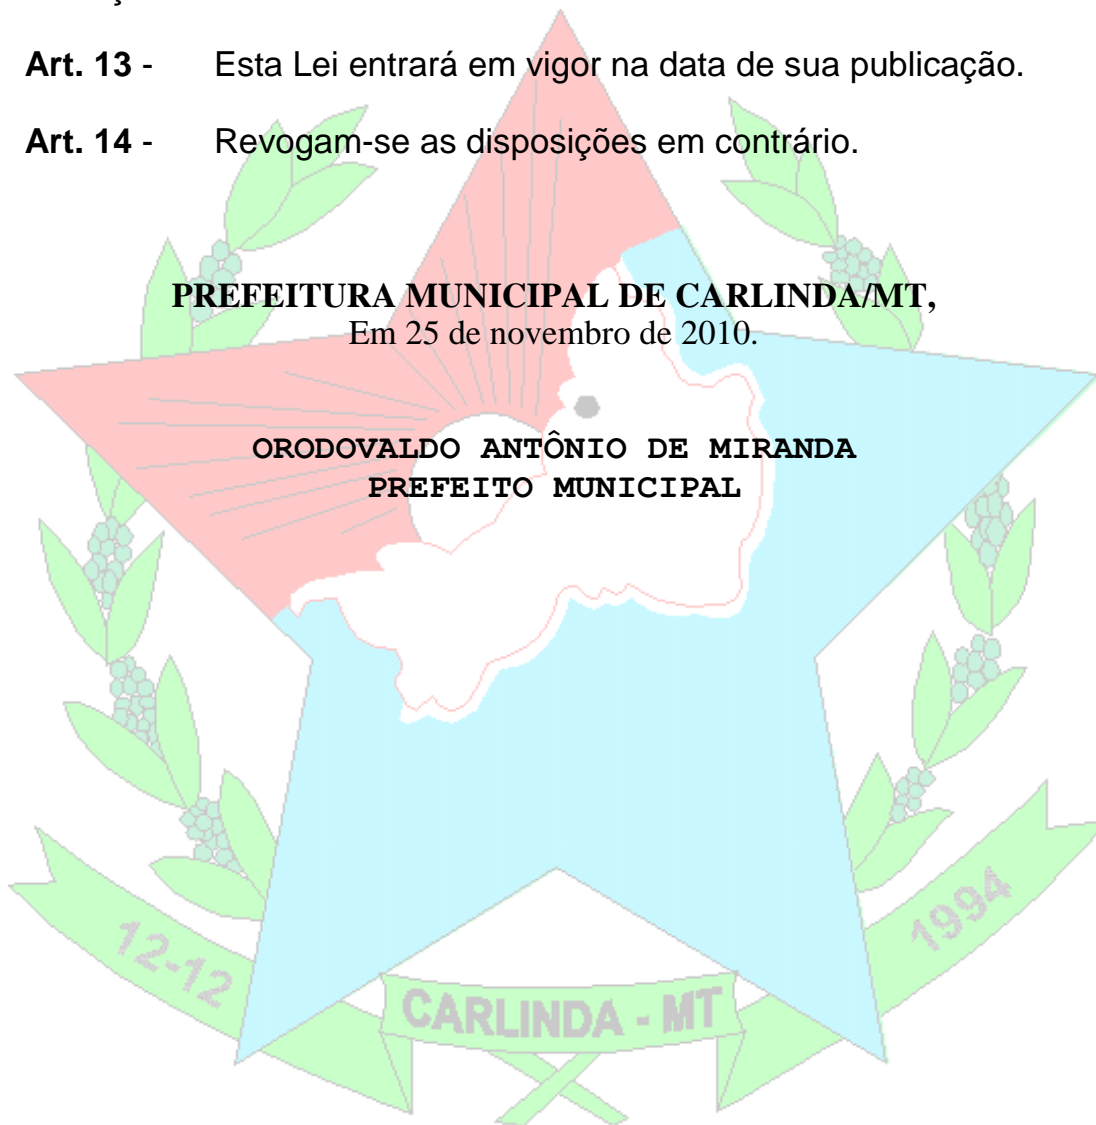 Art. 13 - Esta Lei entrará em vigor na data de sua publicação.
Art. 14 - Revogam-se as disposições em contrário.
PREFEITURA MUNICIPAL DE CARLINDA/MT,
Em 25 de novembro de 2010.
ORODOVALDO ANTÔNIO DE MIRANDA
PREFEITO MUNICIPAL
12-12
1994
CARLINDA - MT